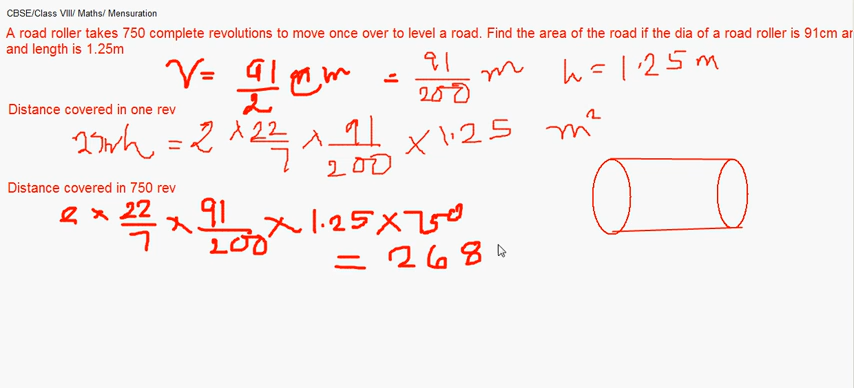 CBSE/Class VIII/ Maths/ Mensuration
A road roller takes 750 complete revolutions to move once over to level a road. Find the area of the road if the dia of a road roller is 91cm ar
and length is 1.25m
r = 91/2 cm = 91/200 m h = 1.25 m
Distance covered in one rev
2πrh = 2 × 22/7 × 91/200 × 1.25 m²
Distance covered in 750 rev
2 × 22/7 × 91/200 × 1.25 × 750
= 268